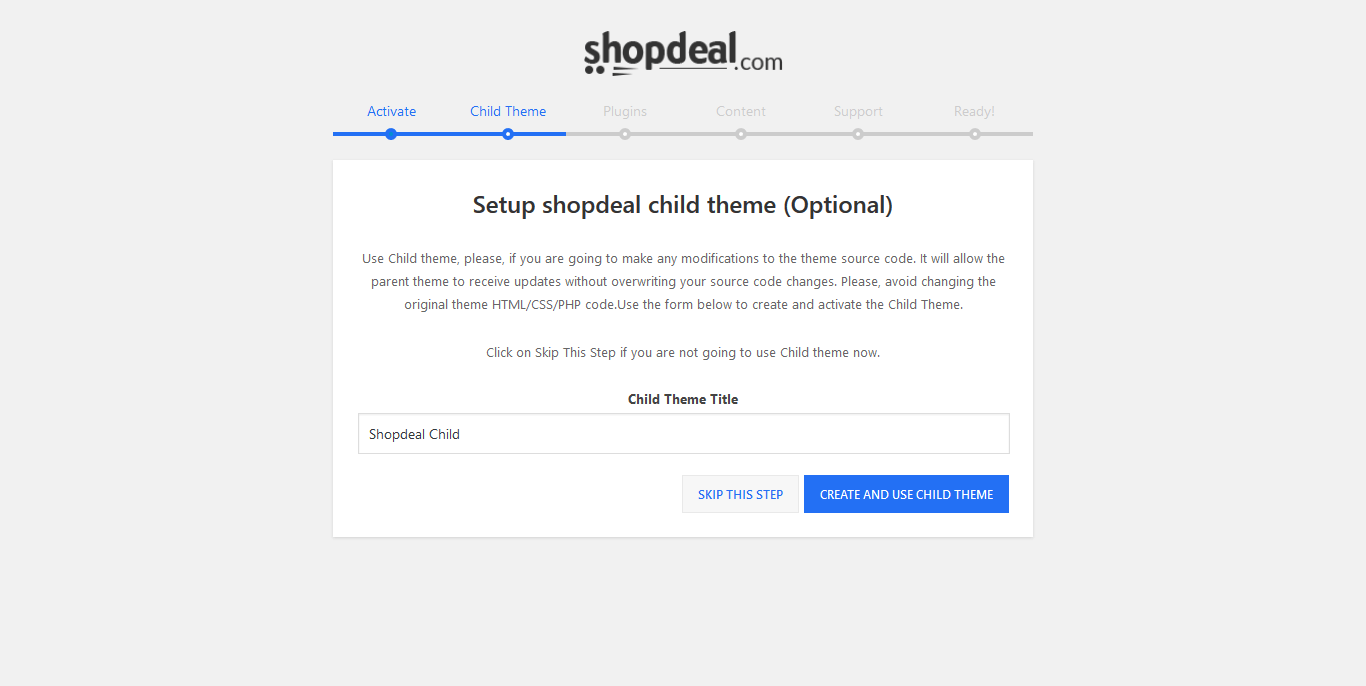 shopdeal.com
Activate Child Theme Plugins Content Support Ready!
Setup shopdeal child theme (Optional)
Use Child theme, please, if you are going to make any modifications to the theme source code. It will allow the
parent theme to receive updates without overwriting your source code changes. Please, avoid changing the
original theme HTML/CSS/PHP code.Use the form below to create and activate the Child Theme.
Click on Skip This Step if you are not going to use Child theme now.
Child Theme Title
Shopdeal Child
SKIP THIS STEP CREATE AND USE CHILD THEME